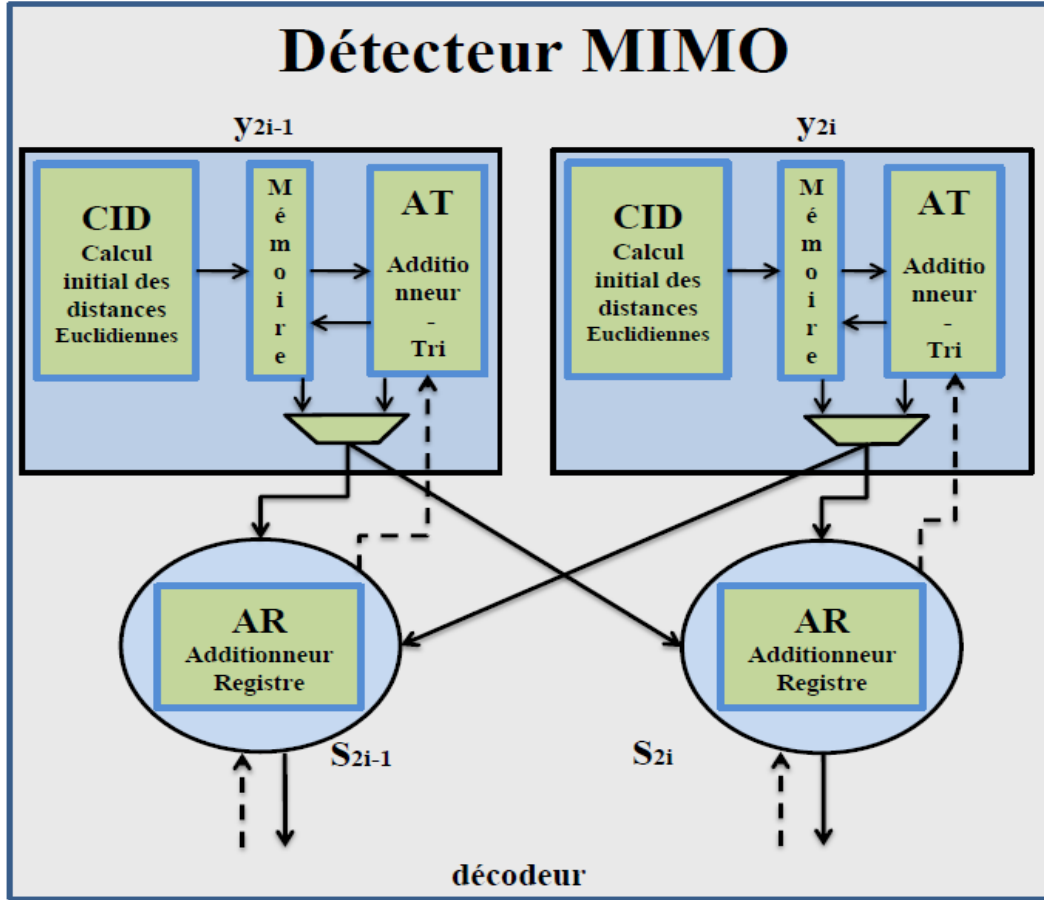 Détecteur MIMO
y2i-1
y2i
CID
Calcul
initial des
distances
Euclidiennes
M
é
m
o
i
r
e
AT
Additio
nneur
-
Tri
CID
Calcul
initial des
distances
Euclidiennes
M
é
m
o
i
r
e
AT
Additio
nneur
-
Tri
AR
Additionneur
Registre
AR
Additionneur
Registre
S2i-1
S2i
décodeur